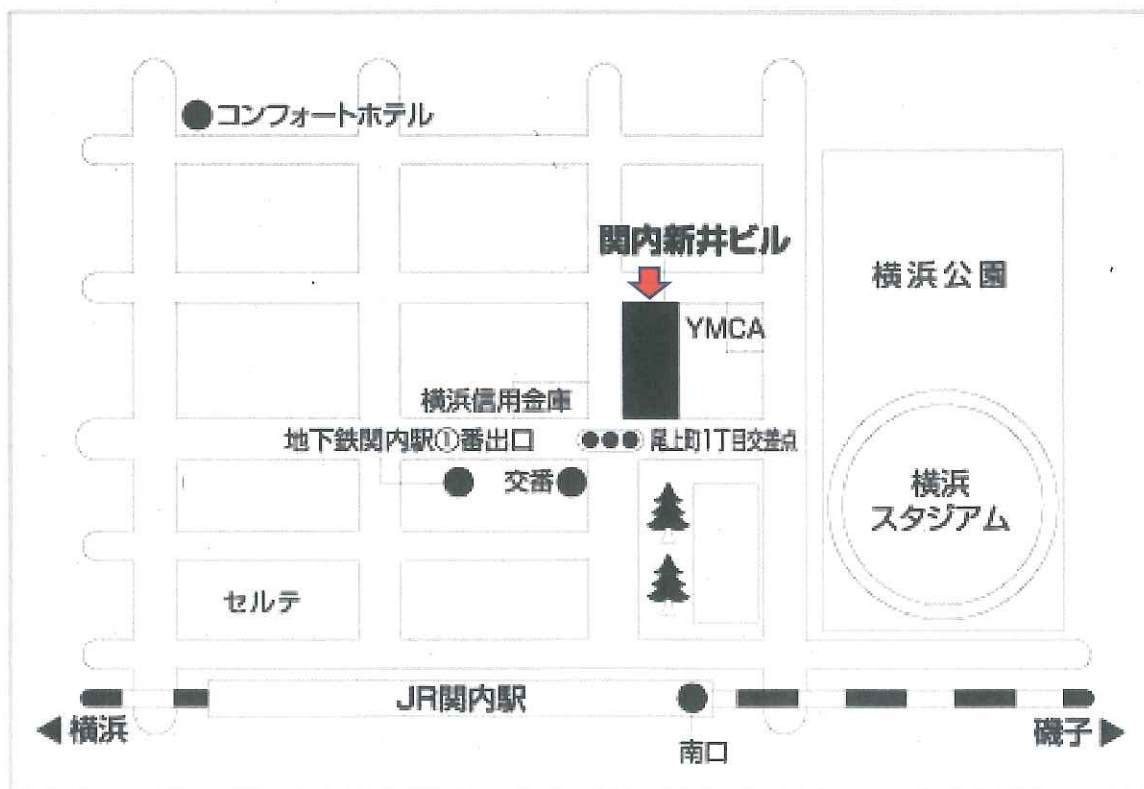 コンフォートホテル
関内新井ビル
横浜公園
YMCA
横浜信用金庫
地下鉄関内駅①番出口
尾上町1丁目交差点
交番
横浜
スタジアム
セルテ
JR関内駅
◀横浜
磯子▶
南口